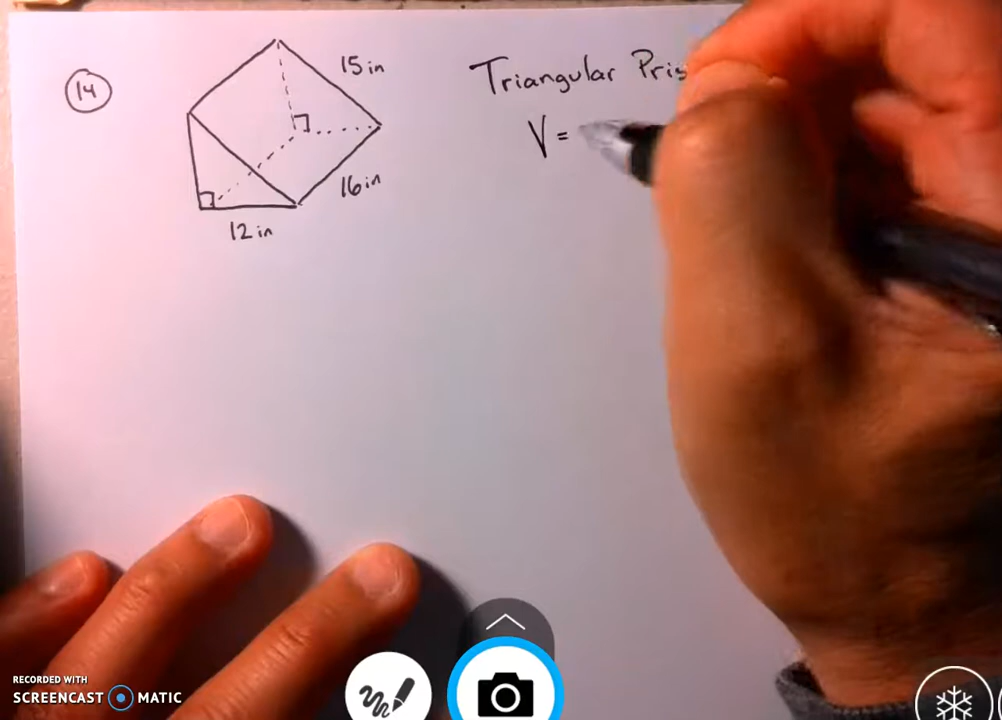 14
15 in
Triangular Pris
V =
16 in
12 in
RECORDED WITH
SCREENCAST MATIC